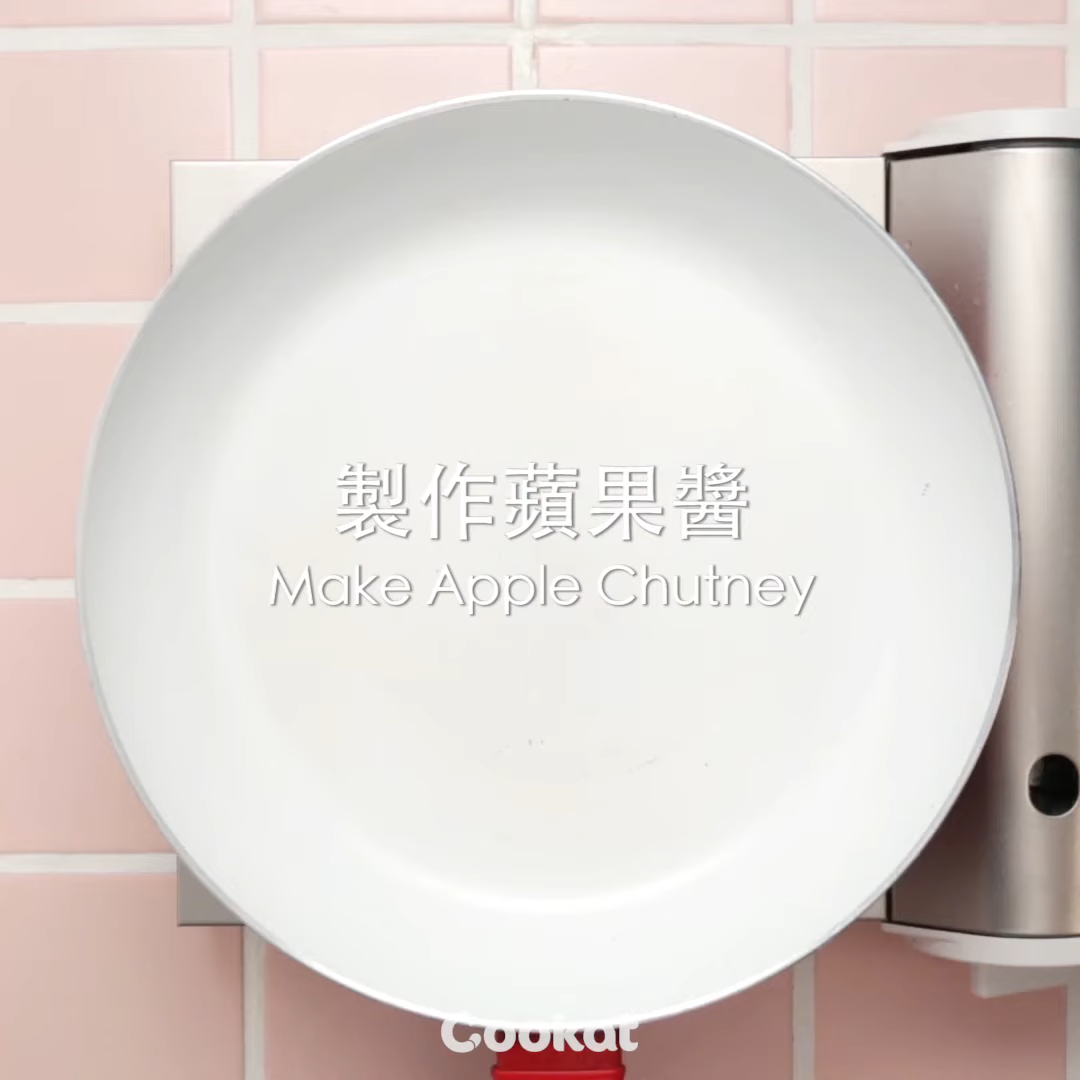 製作蘋果醬
Make Apple Chutney
Cookat